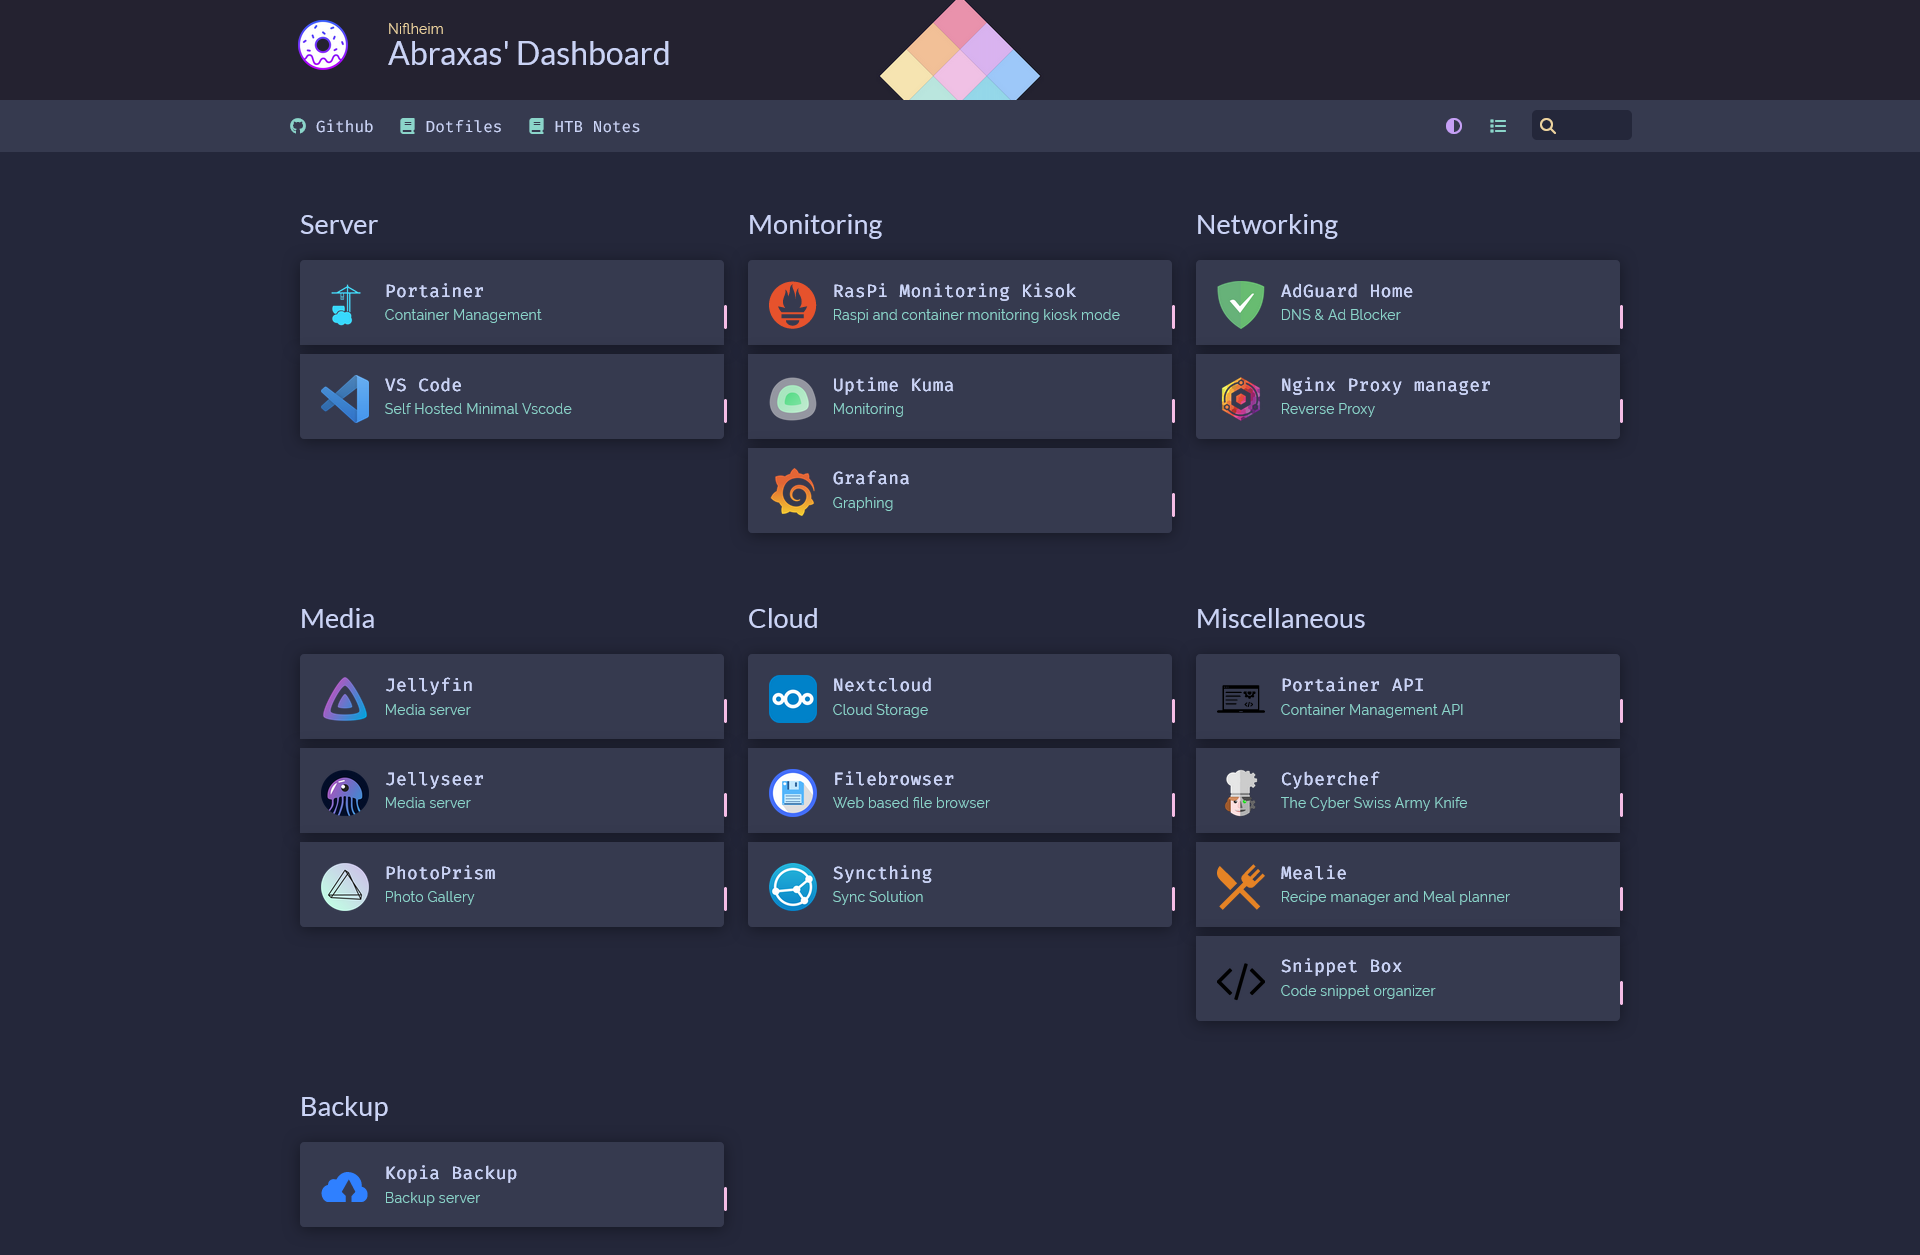 Niflheim
Abraxas' Dashboard
Github
Dotfiles
HTB Notes
Server
Portainer
Container Management
VS Code
Self Hosted Minimal Vscode
Monitoring
RasPi Monitoring Kisok
Raspi and container monitoring kiosk mode
Uptime Kuma
Monitoring
Grafana
Graphing
Networking
AdGuard Home
DNS & Ad Blocker
Nginx Proxy manager
Reverse Proxy
Media
Jellyfin
Media server
Jellyseer
Media server
PhotoPrism
Photo Gallery
Cloud
Nextcloud
Cloud Storage
Filebrowser
Web based file browser
Syncthing
Sync Solution
Miscellaneous
Portainer API
Container Management API
Cyberchef
The Cyber Swiss Army Knife
Mealie
Recipe manager and Meal planner
Snippet Box
Code snippet organizer
Backup
Kopia Backup
Backup server